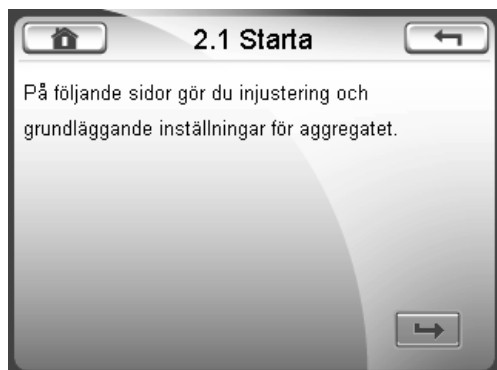 2.1 Starta
På följande sidor gör du injustering och
grundläggande inställningar för aggregatet.